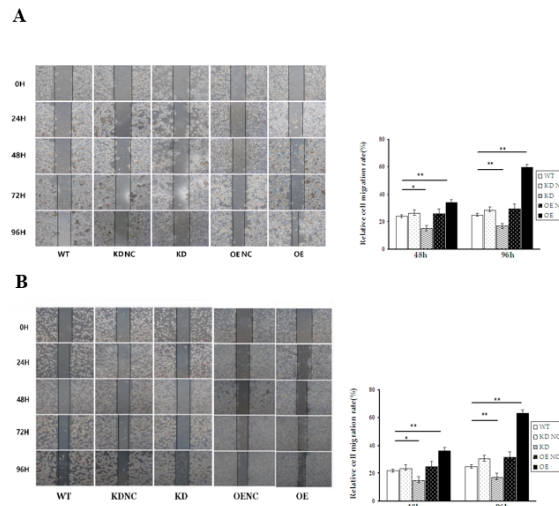 A
0H
24H
48H
72H
96H
WT KDNC KD OENC OE
Relative cell migration rate(%)
80
60
40
20
0
** 
*
**
**
48h 96h
WT
KD NC
KD
OE NC
OE
B
0H
24H
48H
72H
96H
WT KDNC KD OENC OE
Relative cell migration rate(%)
80
60
40
20
0
**
*
**
**
WT
KD NC
KD
OE NC
OE